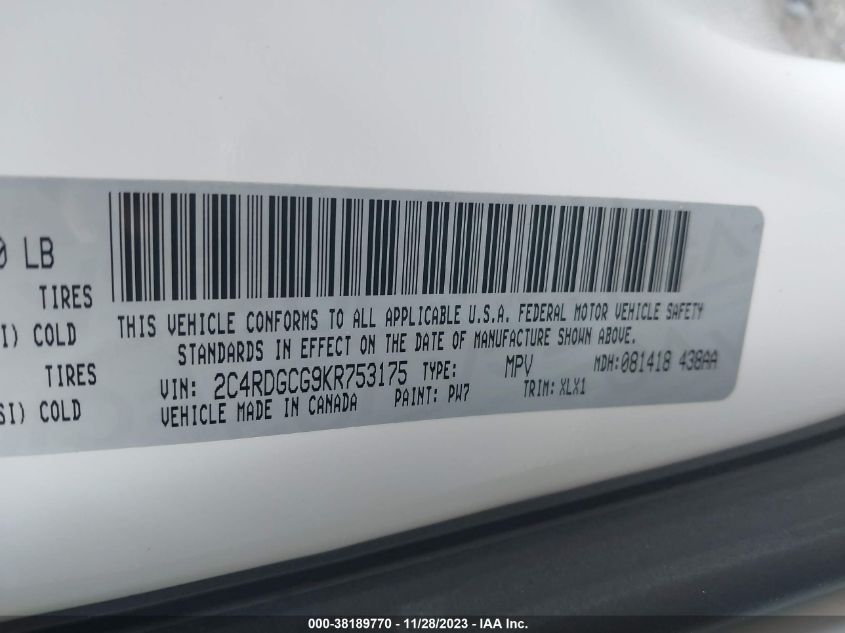 0 LB
TIRES
I) COLD
TIRES
SI) COLD
THIS VEHICLE CONFORMS TO ALL APPLICABLE U.S.A. FEDERAL MOTOR VEHICLE SAFETY
STANDARDS IN EFFECT ON THE DATE OF MANUFACTURE SHOWN ABOVE.
VIN: 2C4RDGCG9KR753175 TYPE: MPV MDH:081418 438AA
VEHICLE MADE IN CANADA PAINT: PW7 TRIM: XLX1
000-38189770 | 11/28/2023 - IAA Inc.